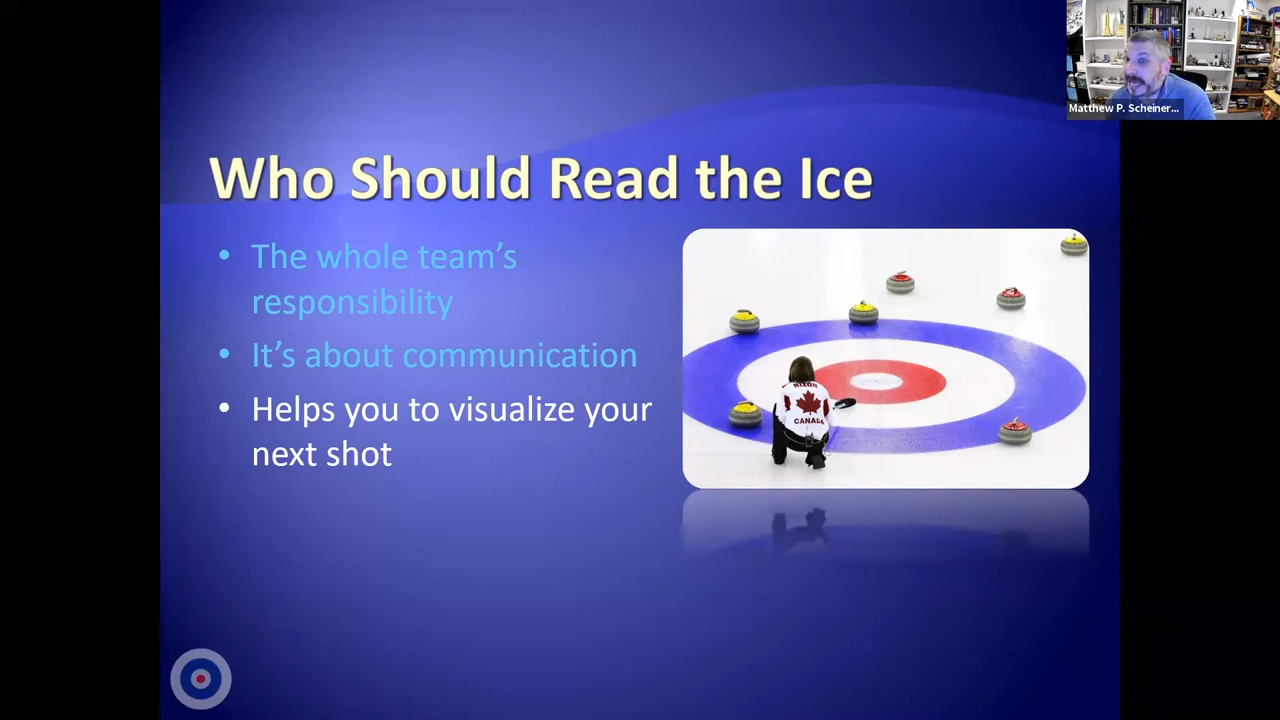 Matthew P. Scheiner...
Who Should Read the Ice
• The whole team's
responsibility
• It's about communication
• Helps you to visualize your
next shot
NIXON
CANADA